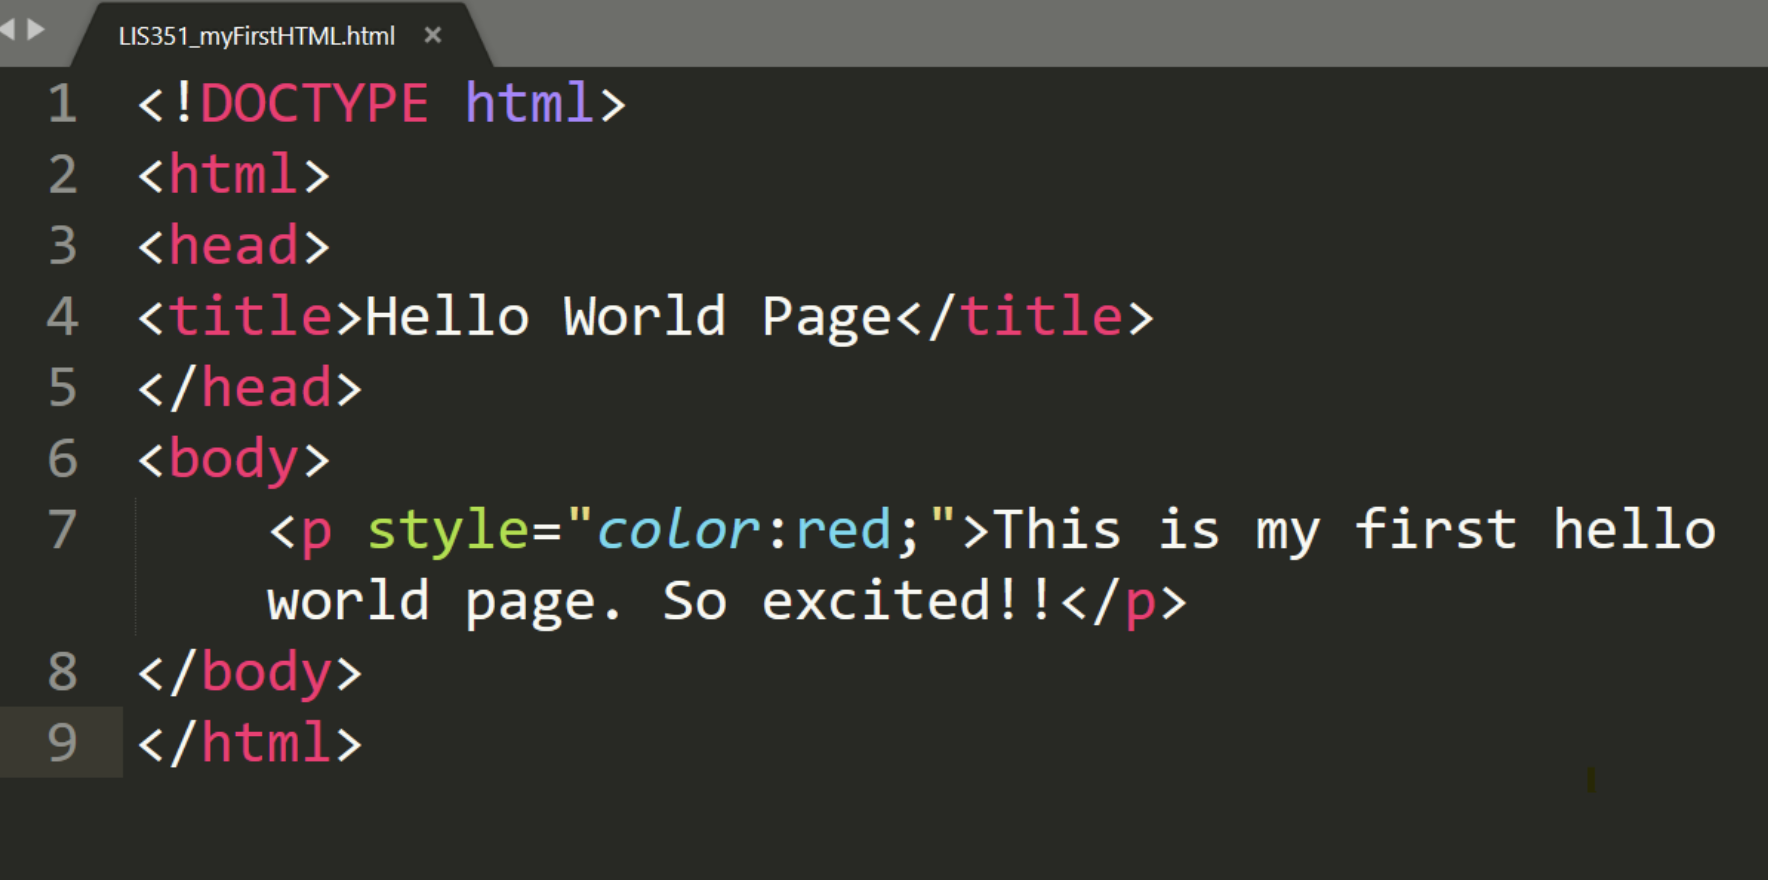 LIS351_myFirstHTML.html ×
1 <!DOCTYPE html>
2 <html>
3 <head>
4 <title>Hello World Page</title>
5 </head>
6 <body>
7 <p style="color:red;">This is my first hello
world page. So excited!!</p>
8 </body>
9 </html>